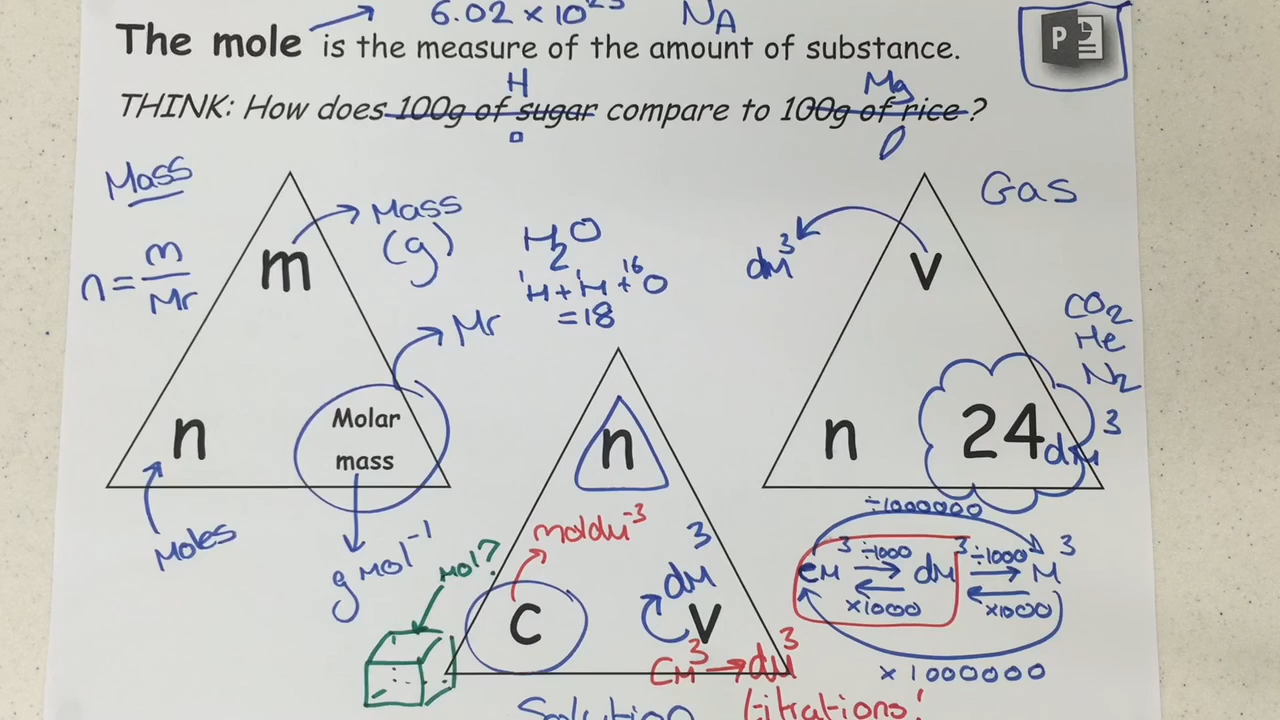 6.02 × 10²³ NA
The mole is the measure of the amount of substance.
P
H Mg
THINK: How does 100g of sugar compare to 100g of rice?
Mass
n = m/Mr
m
Mass
(g)
Mr
Molar
mass
n
Moles
g mol⁻¹
H₂O
¹H + ¹H + ¹⁶O
= 18
Gas
dm³
v
CO₂
He
N₂
n
24 dm³
n
moldm⁻³
mol?
c
dm³
v
cm³ → dm³
Solution
titrations!
÷1000000
cm³ ÷1000 dm³ ÷1000 m³
×1000 ×1000
×1000000